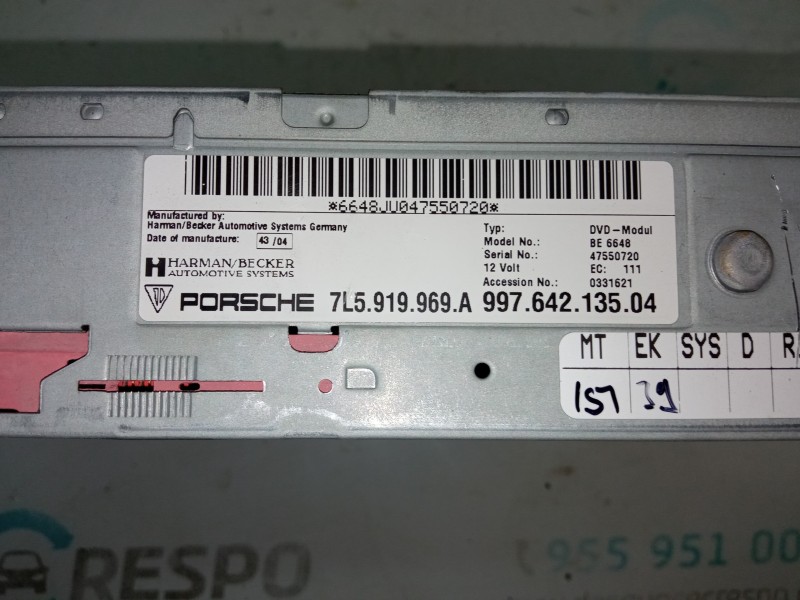 *6648JU047550720*
Manufactured by:
Harman/Becker Automotive Systems Germany
Date of manufacture: 43/04
HARMAN/BECKER
AUTOMOTIVE SYSTEMS
Typ: DVD-Modul
Model No.: BE 6648
Serial No.: 47550720
12 Volt EC: 111
Accession No.: 0331621
PORSCHE 7L5.919.969.A 997.642.135.04
MT EK SYS D
IST 39
CRESPO
955 951 00